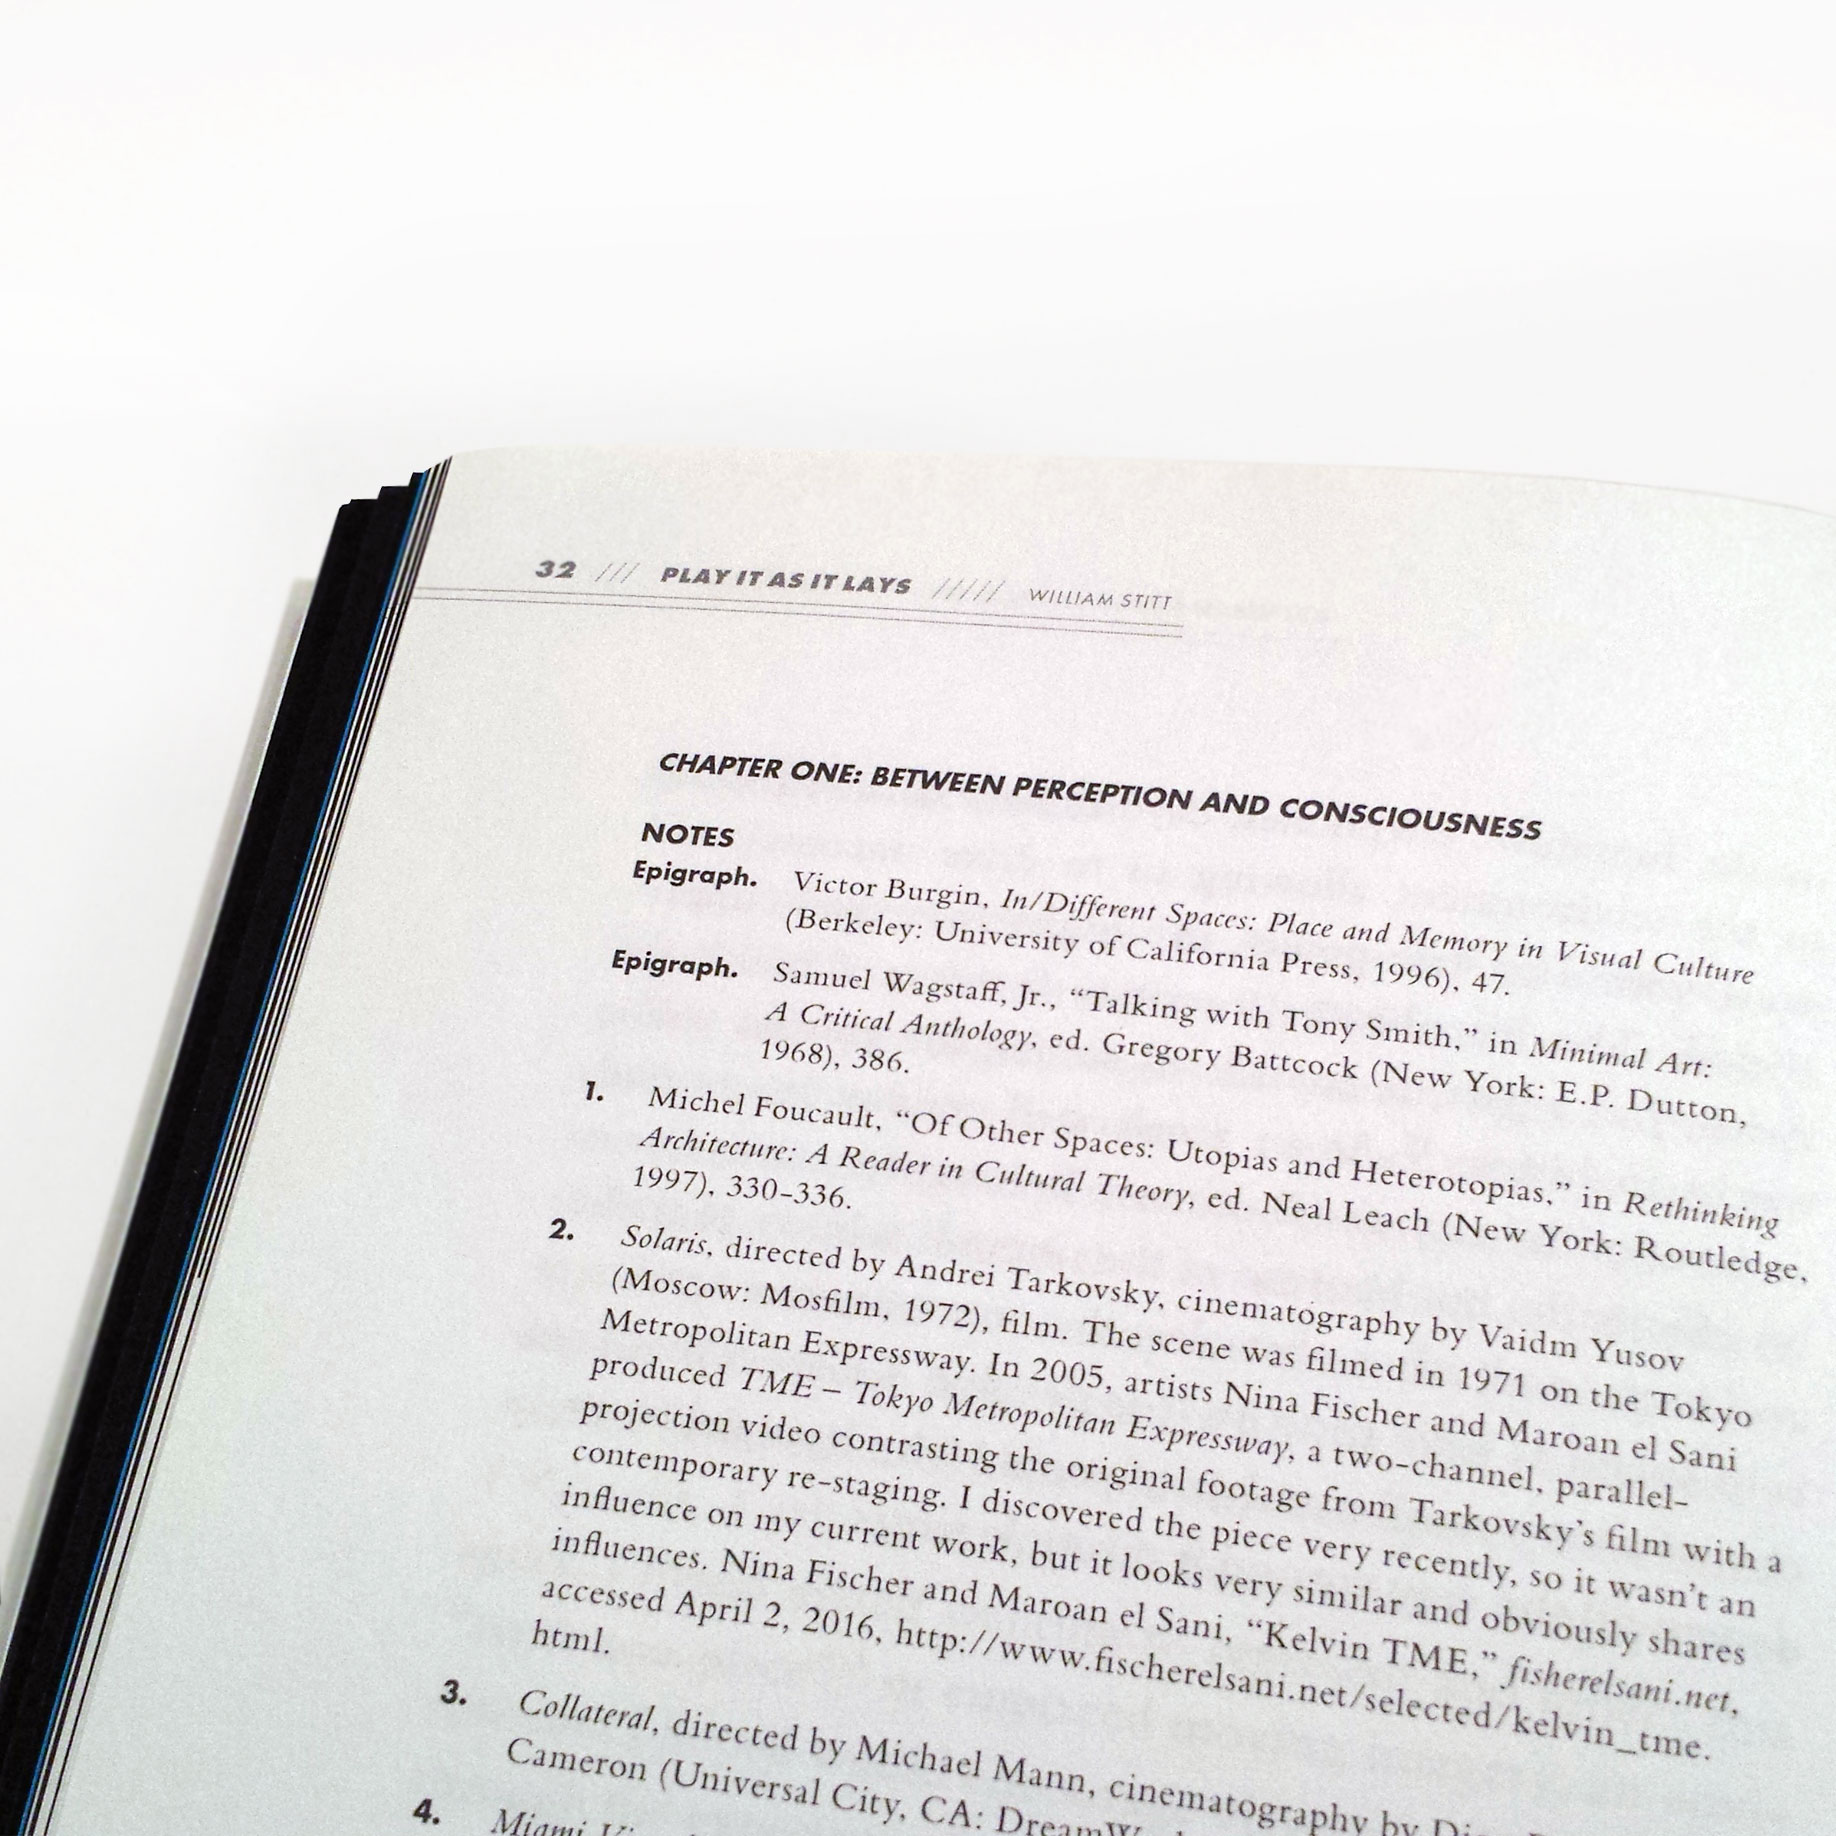 32 /// PLAY IT AS IT LAYS ///// WILLIAM STITT
CHAPTER ONE: BETWEEN PERCEPTION AND CONSCIOUSNESS
NOTES
Epigraph. Victor Burgin, In/Different Spaces: Place and Memory in Visual Culture
(Berkeley: University of California Press, 1996), 47.
Epigraph. Samuel Wagstaff, Jr., “Talking with Tony Smith,” in Minimal Art:
A Critical Anthology, ed. Gregory Battcock (New York: E.P. Dutton,
1968), 386.
1. Michel Foucault, “Of Other Spaces: Utopias and Heterotopias,” in Rethinking
Architecture: A Reader in Cultural Theory, ed. Neal Leach (New York: Routledge,
1997), 330–336.
2. Solaris, directed by Andrei Tarkovsky, cinematography by Vaidm Yusov
(Moscow: Mosfilm, 1972), film. The scene was filmed in 1971 on the Tokyo
Metropolitan Expressway. In 2005, artists Nina Fischer and Maroan el Sani
produced TME – Tokyo Metropolitan Expressway, a two-channel, parallel-
projection video contrasting the original footage from Tarkovsky’s film with a
contemporary re-staging. I discovered the piece very recently, so it wasn’t an
influence on my current work, but it looks very similar and obviously shares
influences. Nina Fischer and Maroan el Sani, “Kelvin TME,” fisherelsani.net,
accessed April 2, 2016, http://www.fischerelsani.net/selected/kelvin_tme.
html.
3. Collateral, directed by Michael Mann, cinematography by
Cameron (Universal City, CA:
4. Miami